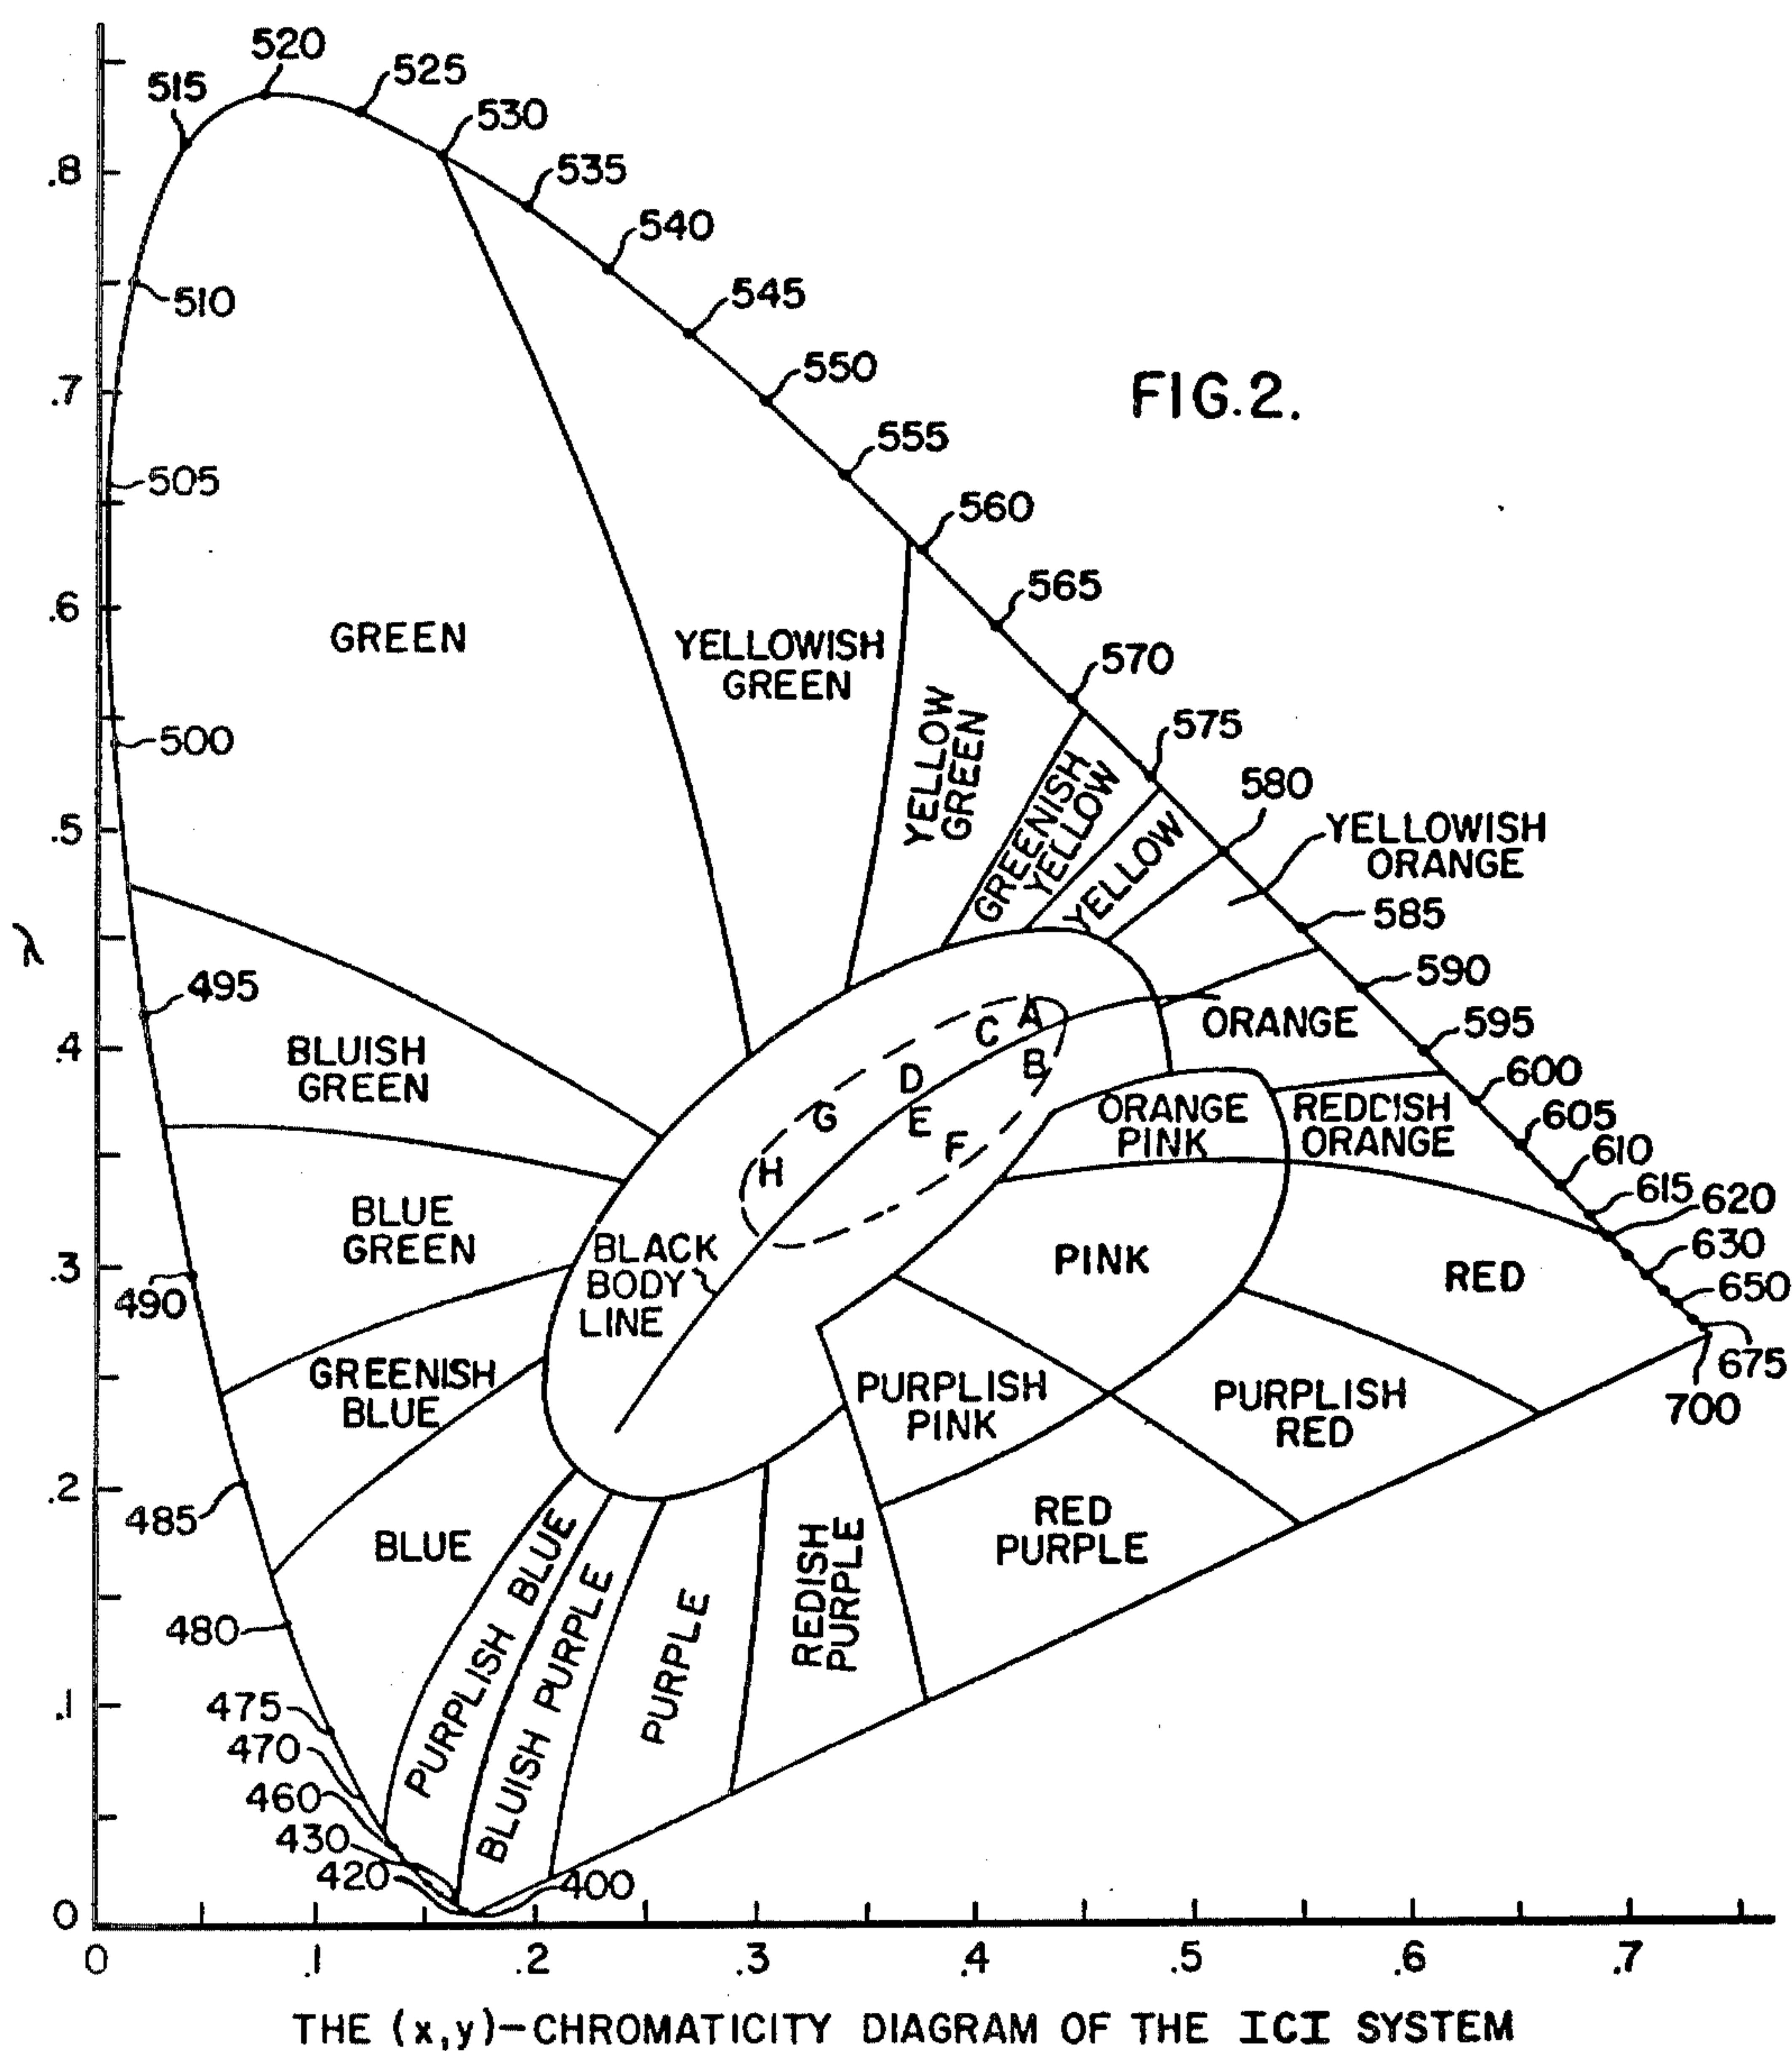 520
525
515
530
535
.8
540
545
510
550
.7
FIG.2.
555
505
560
565
.6
GREEN
YELLOWISH
GREEN
570
YELLOW
GREEN
575
500
GREENISH
YELLOW
580
.5
YELLOW
YELLOWISH
ORANGE
585
y
590
495
A
C
ORANGE
595
.4
BLUISH
GREEN
B
D
600
G
E
ORANGE
PINK
REDDISH
ORANGE
605
F
610
H
615
620
BLUE
GREEN
BLACK
BODY
LINE
PINK
630
.3
RED
490
650
GREENISH
BLUE
675
PURPLISH
PINK
PURPLISH
RED
700
.2
485
RED
PURPLE
BLUE
PURPLISH BLUE
BLUISH PURPLE
PURPLE
REDISH
PURPLE
480
.1
475
470
460
430
420
400
0
0
.1
.2
.3
.4
.5
.6
.7
THE (x,y)-CHROMATICITY DIAGRAM OF THE ICI SYSTEM